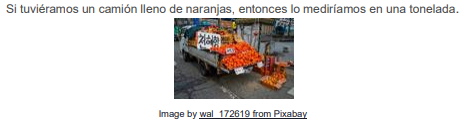 Si tuviéramos un camión lleno de naranjas, entonces lo mediríamos en una tonelada.
Image by wal_172619 from Pixabay